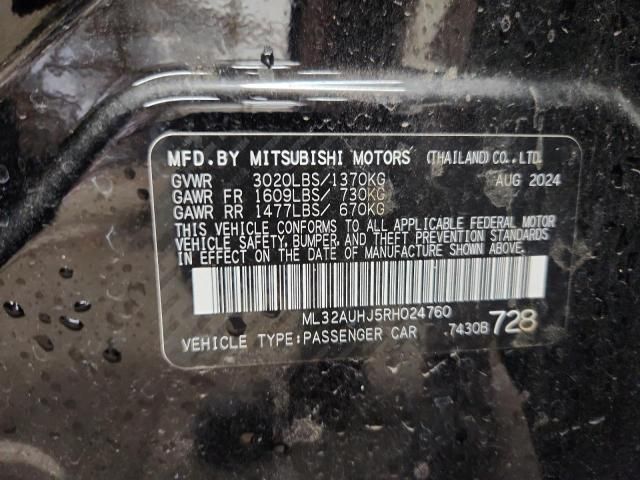 MFD. BY MITSUBISHI MOTORS (THAILAND) CO., LTD.
GVWR 3020LBS/1370KG AUG 2024
GAWR FR 1609LBS/ 730KG
GAWR RR 1477LBS/ 670KG
THIS VEHICLE CONFORMS TO ALL APPLICABLE FEDERAL MOTOR
VEHICLE SAFETY, BUMPER, AND THEFT PREVENTION STANDARDS
IN EFFECT ON THE DATE OF MANUFACTURE SHOWN ABOVE.
ML32AUHJ5RH024760
VEHICLE TYPE:PASSENGER CAR 7430B 728